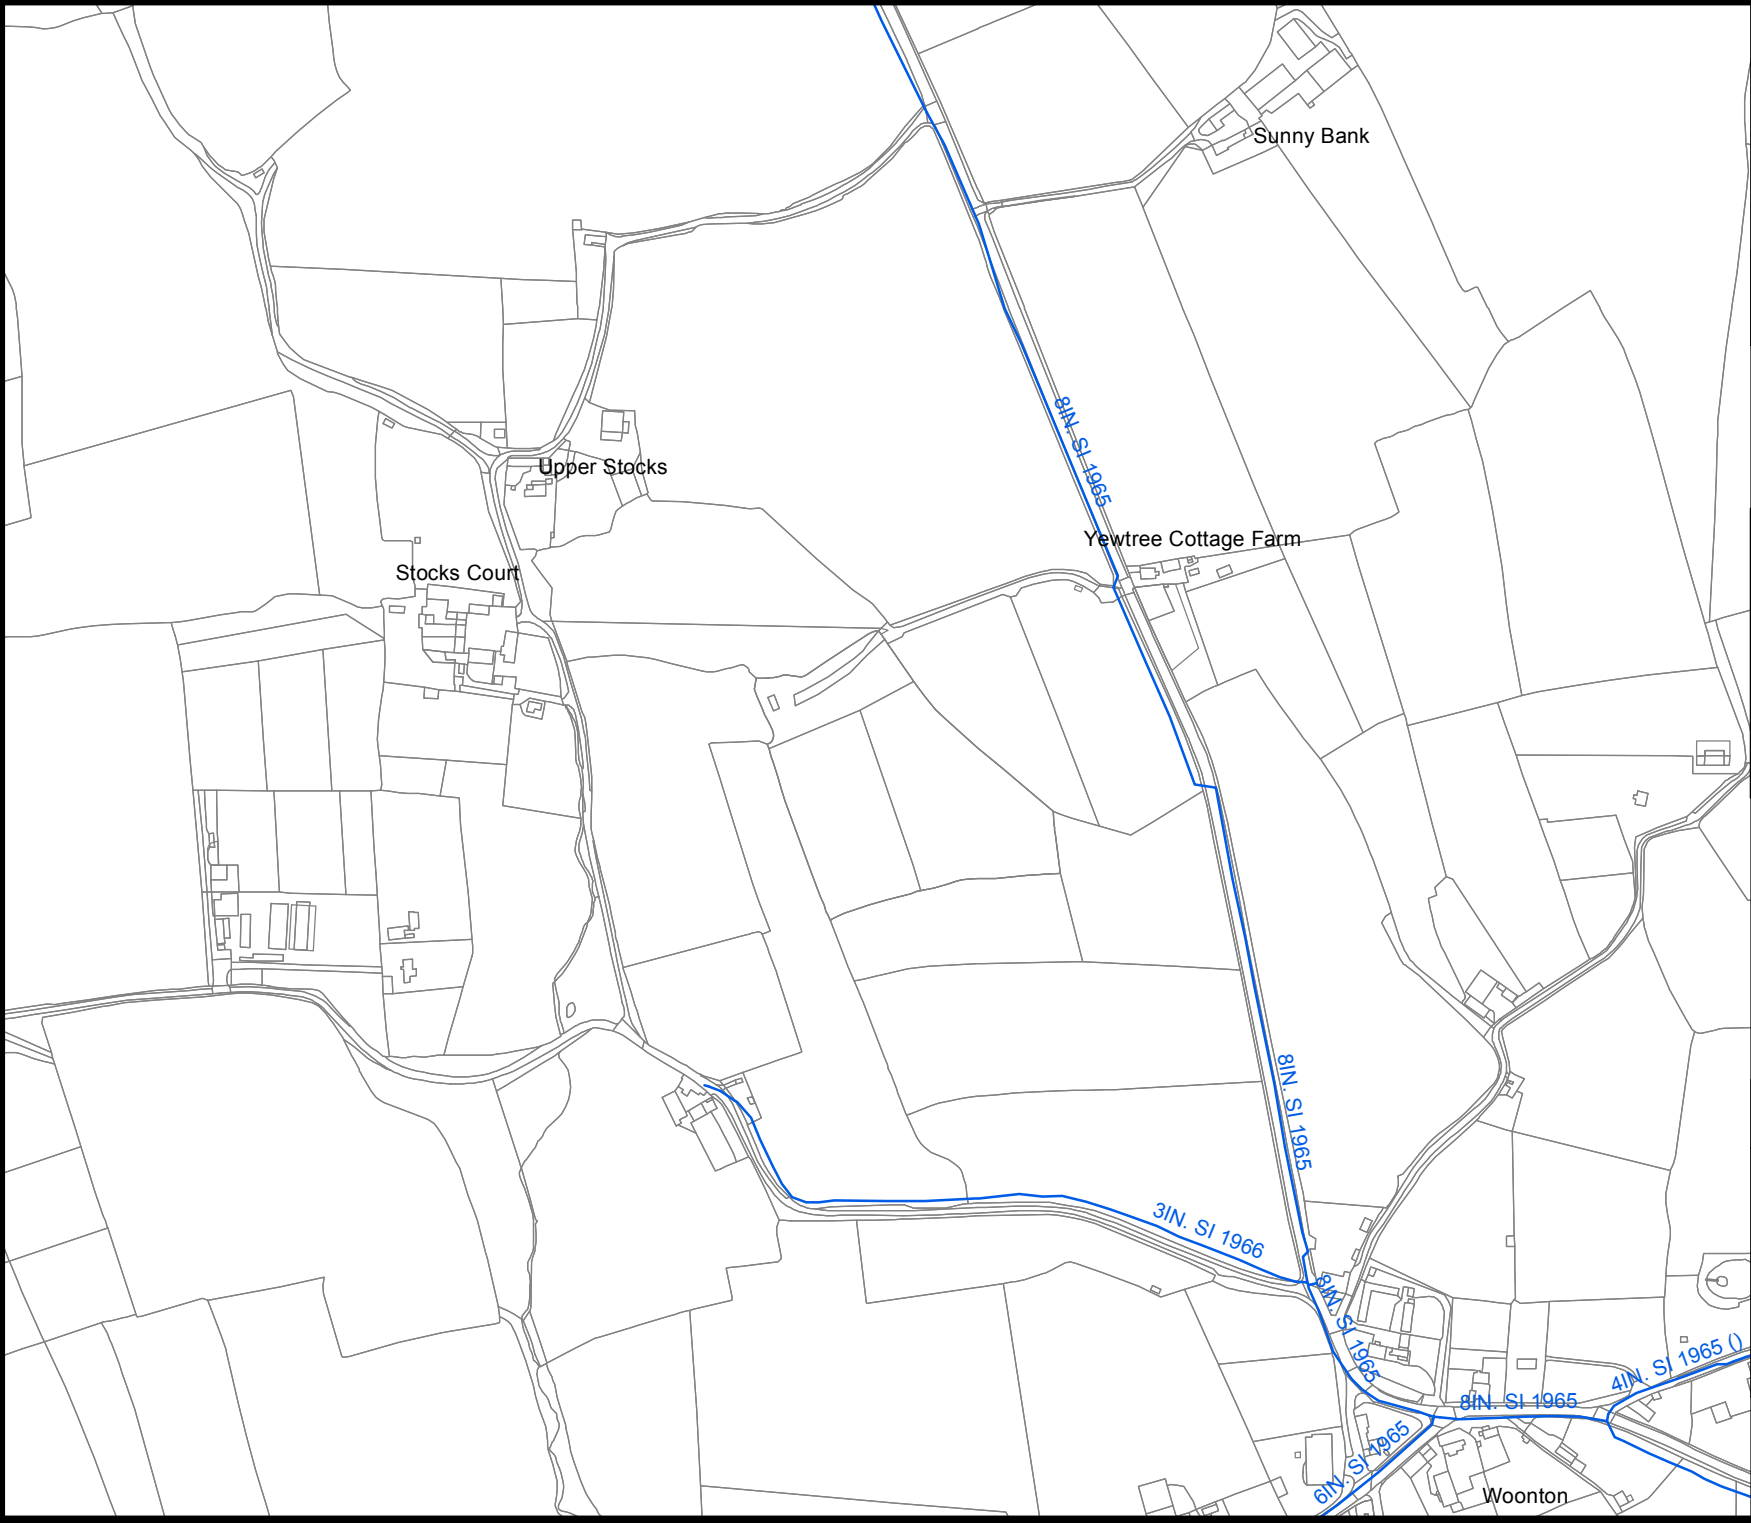 Sunny Bank
8IN. SI 1965
Upper Stocks
Yewtree Cottage Farm
Stocks Court
8IN. SI 1965
3IN. SI 1966
8IN. SI 1965
4IN. SI 1965 ()
8IN. SI 1965
6IN. SI 1965
Woonton